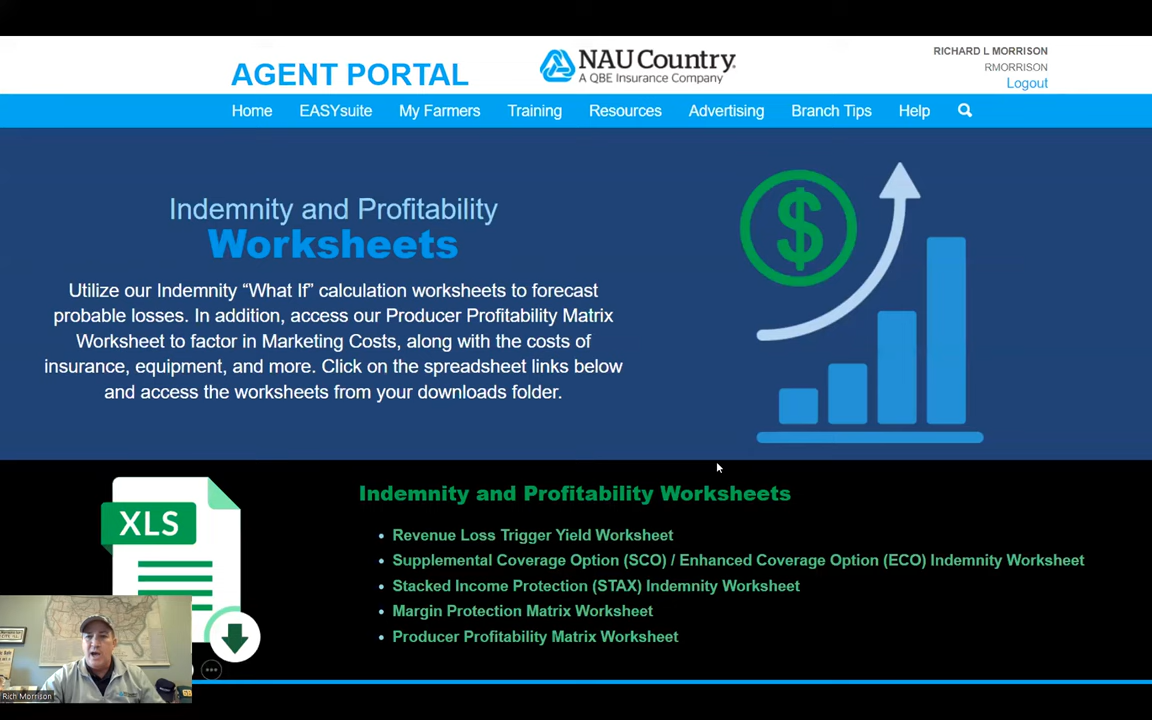 AGENT PORTAL
NAU Country®
A QBE Insurance Company
RICHARD L MORRISON
RMORRISON
Logout
Home EASYsuite My Farmers Training Resources Advertising Branch Tips Help
Indemnity and Profitability
Worksheets
Utilize our Indemnity “What If” calculation worksheets to forecast
probable losses. In addition, access our Producer Profitability Matrix
Worksheet to factor in Marketing Costs, along with the costs of
insurance, equipment, and more. Click on the spreadsheet links below
and access the worksheets from your downloads folder.
$
XLS
Indemnity and Profitability Worksheets
• Revenue Loss Trigger Yield Worksheet
• Supplemental Coverage Option (SCO) / Enhanced Coverage Option (ECO) Indemnity Worksheet
• Stacked Income Protection (STAX) Indemnity Worksheet
• Margin Protection Matrix Worksheet
• Producer Profitability Matrix Worksheet
Rich Morrison